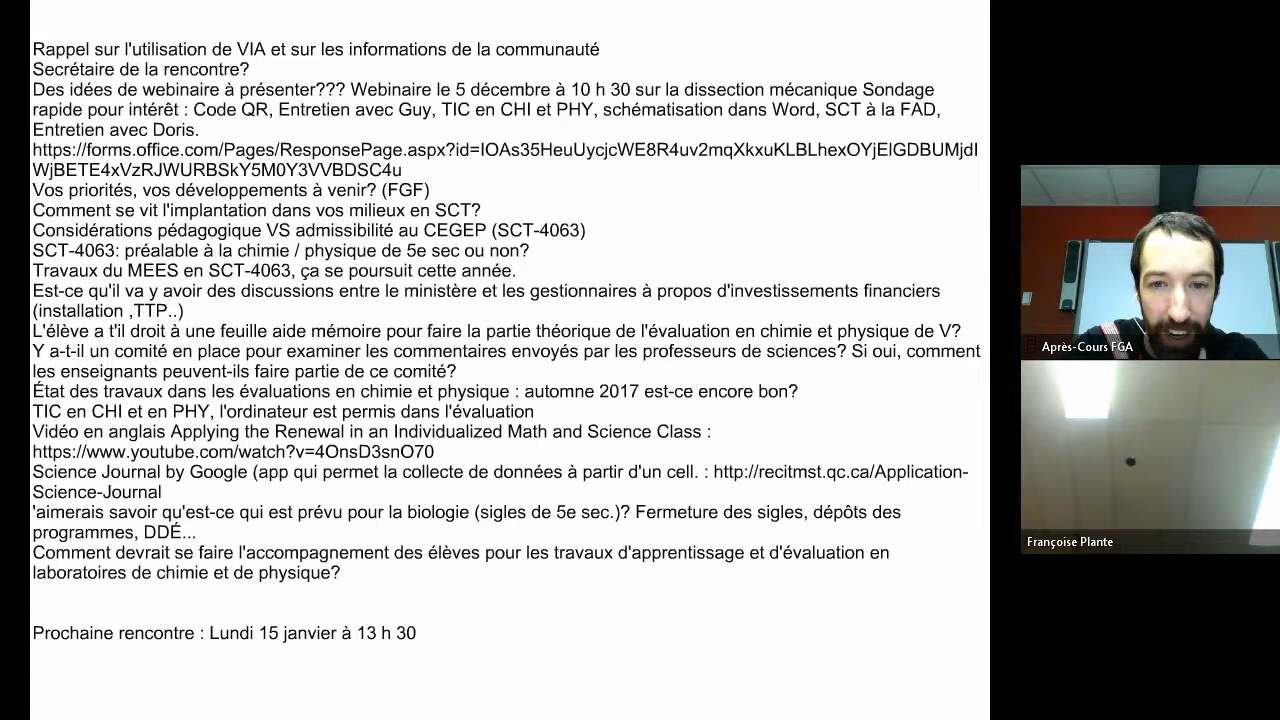 Rappel sur l'utilisation de VIA et sur les informations de la communauté
Secrétaire de la rencontre?
Des idées de webinaire à présenter??? Webinaire le 5 décembre à 10 h 30 sur la dissection mécanique Sondage
rapide pour intérêt : Code QR, Entretien avec Guy, TIC en CHI et PHY, schématisation dans Word, SCT à la FAD,
Entretien avec Doris.
https://forms.office.com/Pages/ResponsePage.aspx?id=IOAs35HeuUycjcWE8R4uv2mqXkxuKLBLhexOYjElGDBUMjdI
WjBETE4xVzRJWURBSkY5M0Y3VVBDSC4u
Vos priorités, vos développements à venir? (FGF)
Comment se vit l'implantation dans vos milieux en SCT?
Considérations pédagogique VS admissibilité au CEGEP (SCT-4063)
SCT-4063: préalable à la chimie / physique de 5e sec ou non?
Travaux du MEES en SCT-4063, ça se poursuit cette année.
Est-ce qu'il va y avoir des discussions entre le ministère et les gestionnaires à propos d'investissements financiers
(installation ,TTP..)
L'élève a t'il droit à une feuille aide mémoire pour faire la partie théorique de l'évaluation en chimie et physique de V?
Y a-t-il un comité en place pour examiner les commentaires envoyés par les professeurs de sciences? Si oui, comment
les enseignants peuvent-ils faire partie de ce comité?
État des travaux dans les évaluations en chimie et physique : automne 2017 est-ce encore bon?
TIC en CHI et en PHY, l'ordinateur est permis dans l'évaluation
Vidéo en anglais Applying the Renewal in an Individualized Math and Science Class :
https://www.youtube.com/watch?v=4OnsD3snO70
Science Journal by Google (app qui permet la collecte de données à partir d'un cell. : http://recitmst.qc.ca/Application-
Science-Journal
'aimerais savoir qu'est-ce qui est prévu pour la biologie (sigles de 5e sec.)? Fermeture des sigles, dépôts des
programmes, DDÉ...
Comment devrait se faire l'accompagnement des élèves pour les travaux d'apprentissage et d'évaluation en
laboratoires de chimie et de physique?
Prochaine rencontre : Lundi 15 janvier à 13 h 30
Après-Cours FGA
Françoise Plante